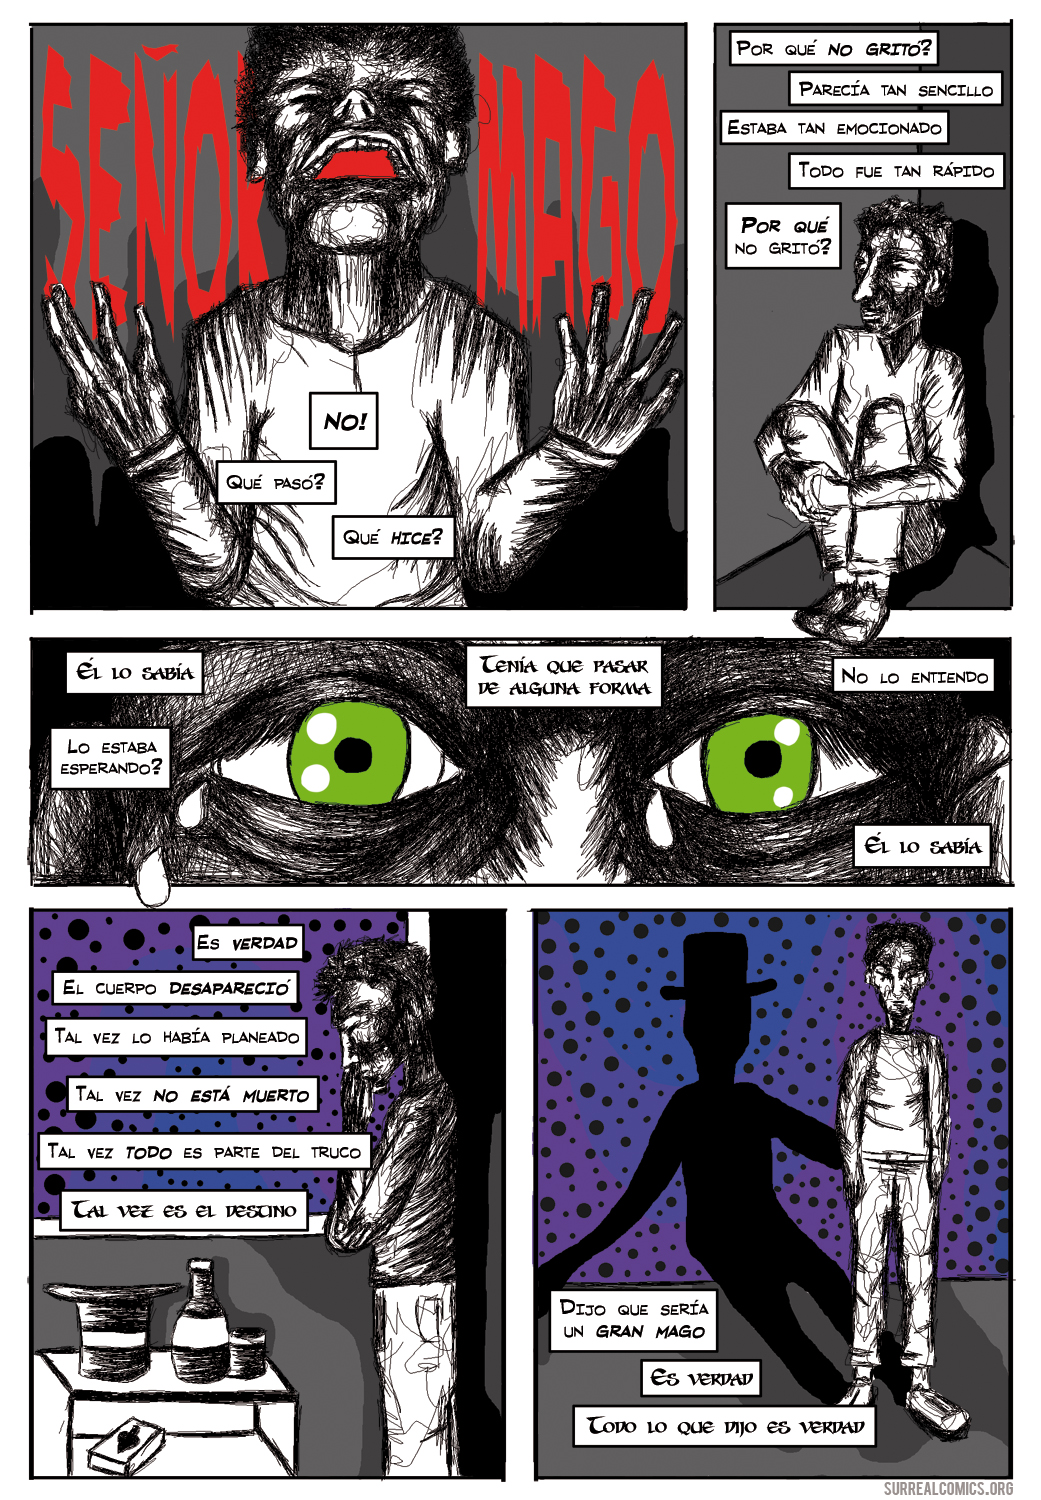 SEÑOR MAGO
NO!
QUÉ PASÓ?
QUÉ HICE?
POR QUÉ NO GRITÓ?
PARECÍA TAN SENCILLO
ESTABA TAN EMOCIONADO
TODO FUE TAN RÁPIDO
POR QUÉ
NO GRITÓ?
ÉL LO SABÍA
LO ESTABA
ESPERANDO?
TENÍA QUE PASAR
DE ALGUNA FORMA
NO LO ENTIENDO
ÉL LO SABÍA
ES VERDAD
EL CUERPO DESAPARECIÓ
TAL VEZ LO HABÍA PLANEADO
TAL VEZ NO ESTÁ MUERTO
TAL VEZ TODO ES PARTE DEL TRUCO
TAL VEZ ES EL DESTINO
DIJO QUE SERÍA
UN GRAN MAGO
ES VERDAD
TODO LO QUE DIJO ES VERDAD
SURREALCOMICS.ORG